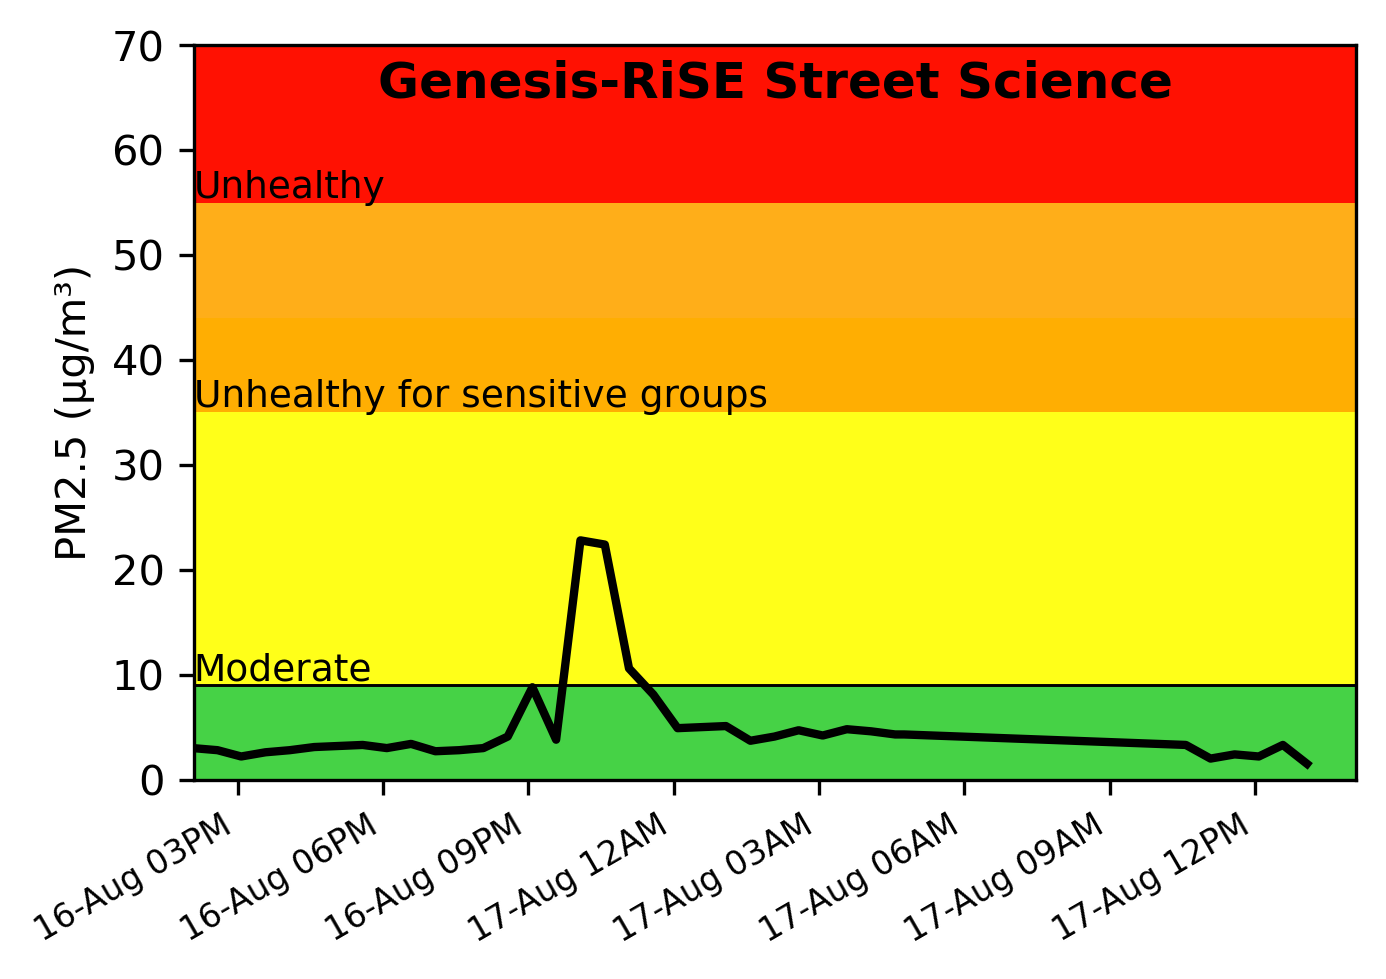 Genesis-RiSE Street Science
PM2.5 (µg/m³)
70
60
50
40
30
20
10
0
Unhealthy
Unhealthy for sensitive groups
Moderate
16-Aug 03PM
16-Aug 06PM
16-Aug 09PM
17-Aug 12AM
17-Aug 03AM
17-Aug 06AM
17-Aug 09AM
17-Aug 12PM